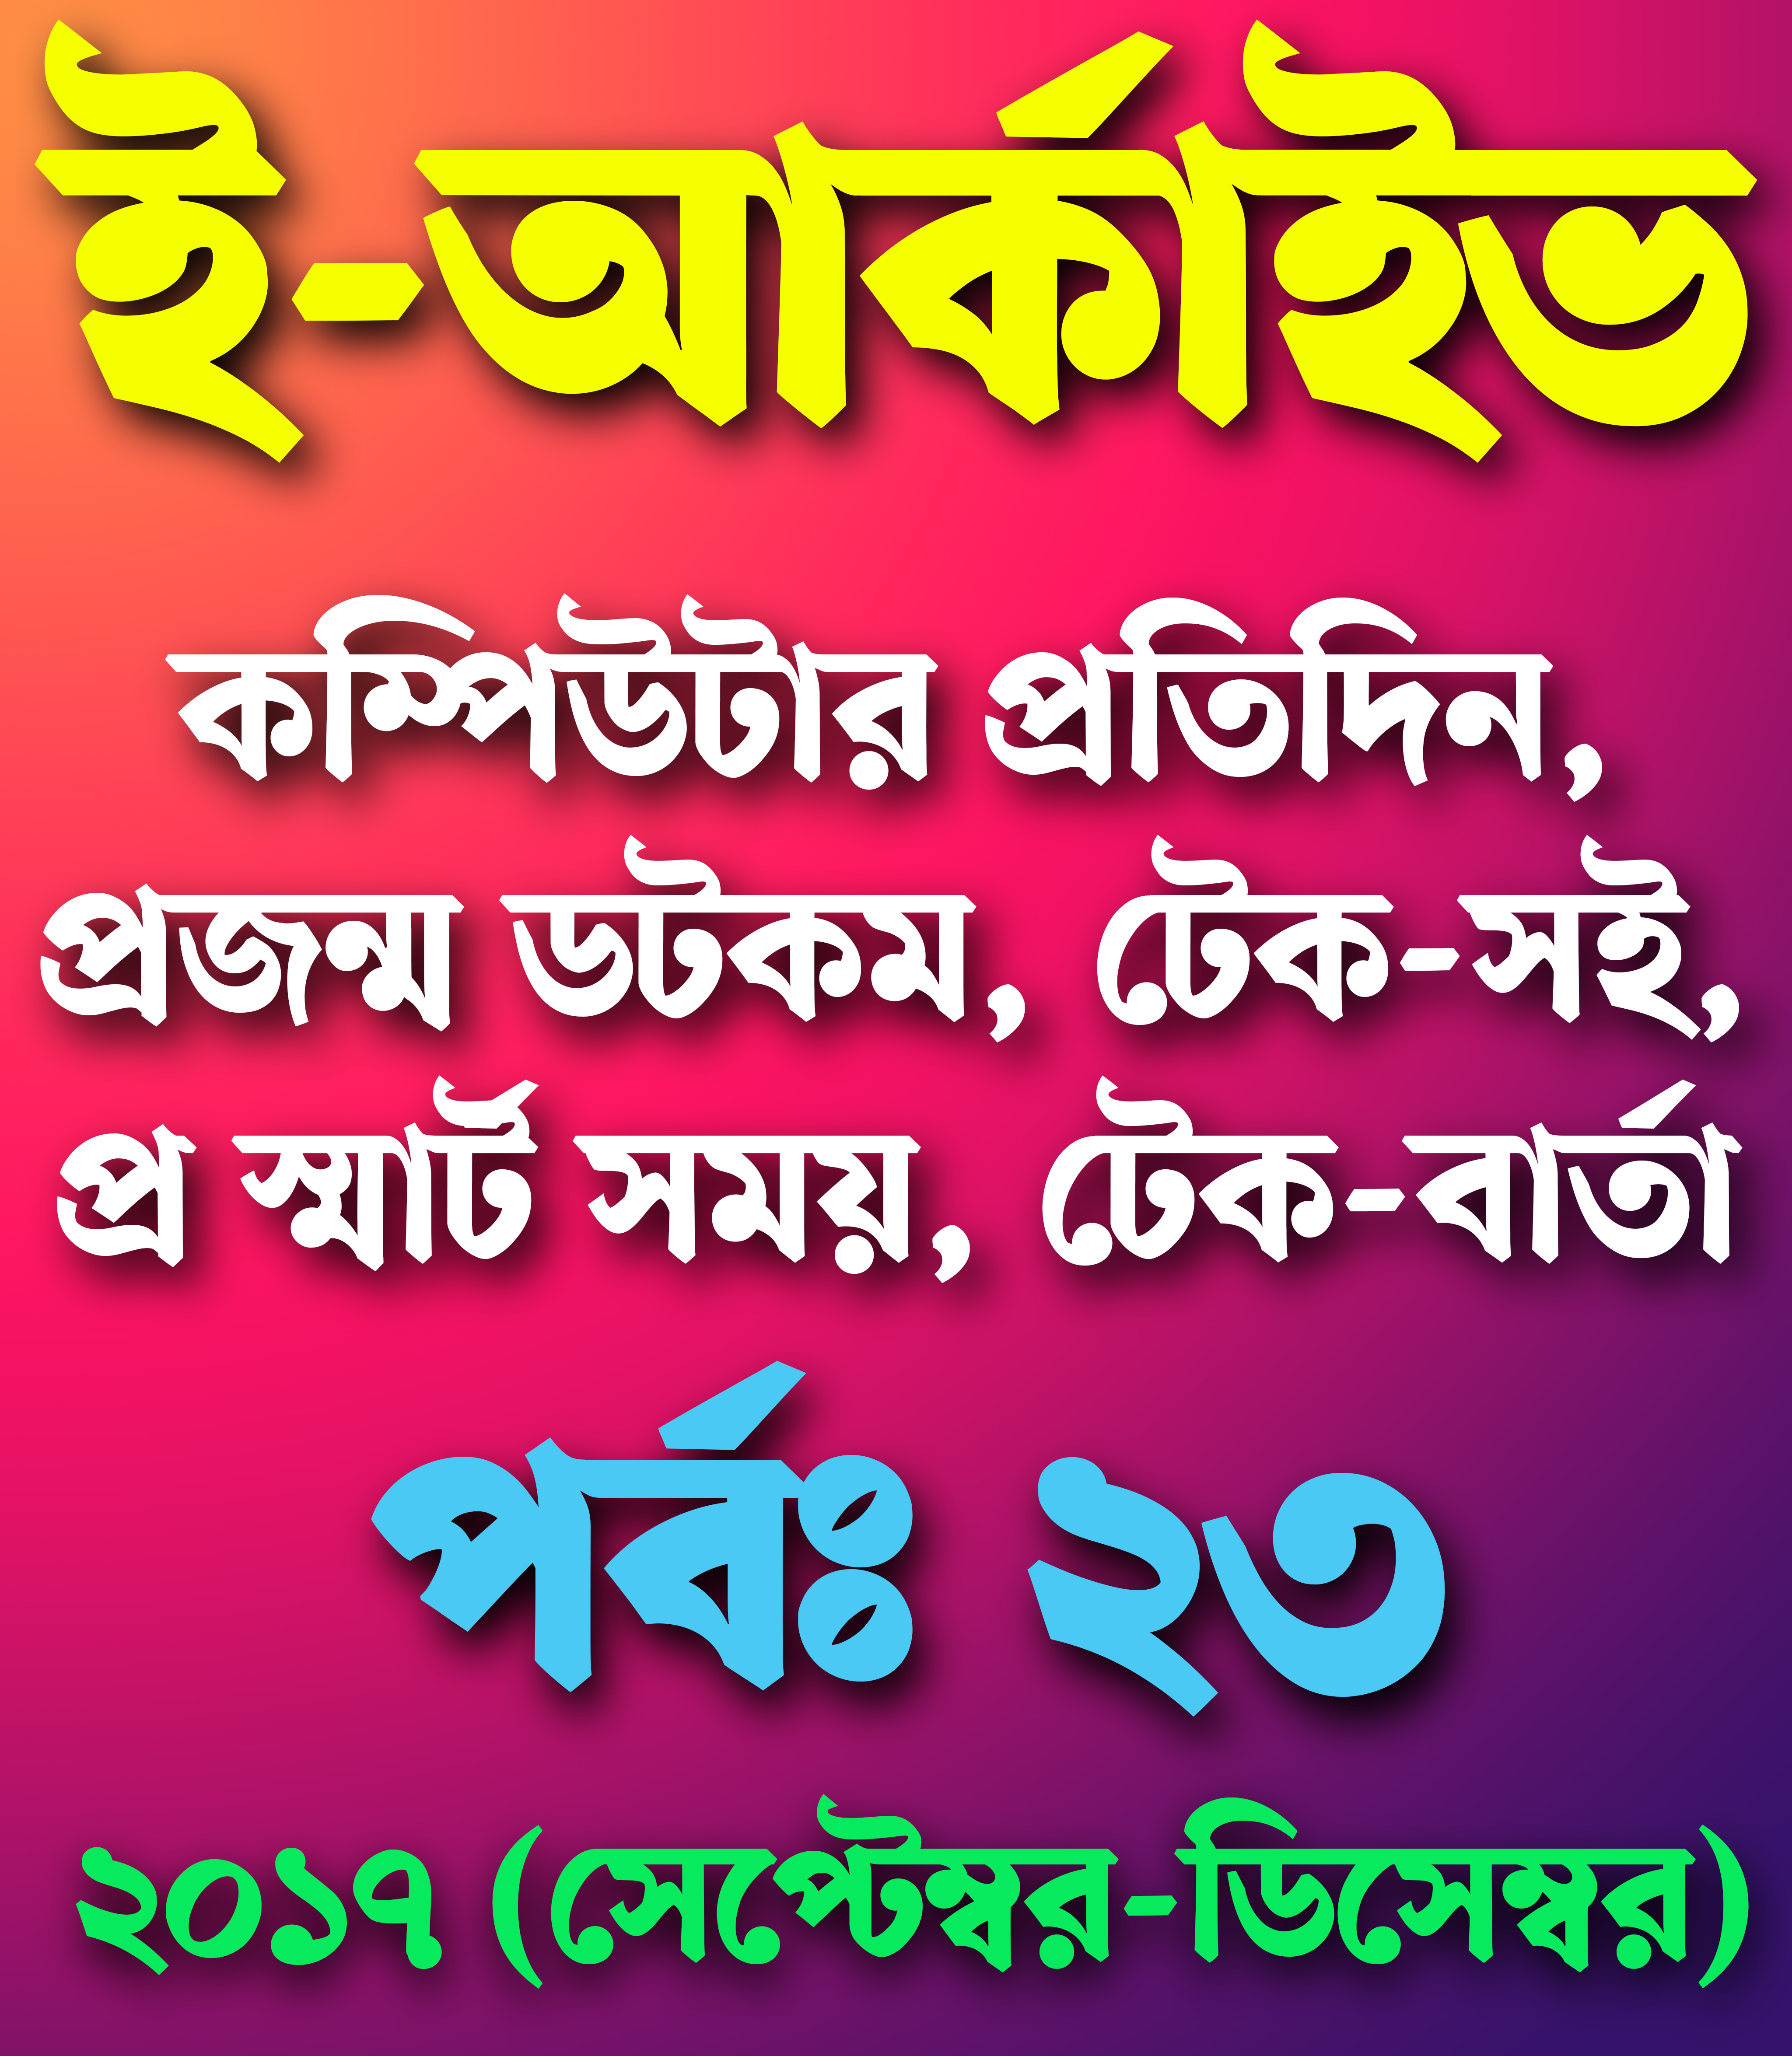 ই-আর্কাইভ
কম্পিউটার প্রতিদিন,
প্রজন্ম ডটকম, টেক-সই,
প্র স্মার্ট সময়, টেক-বার্তা
পর্বঃ ২৩
২০১৭ (সেপ্টেম্বর-ডিসেম্বর)